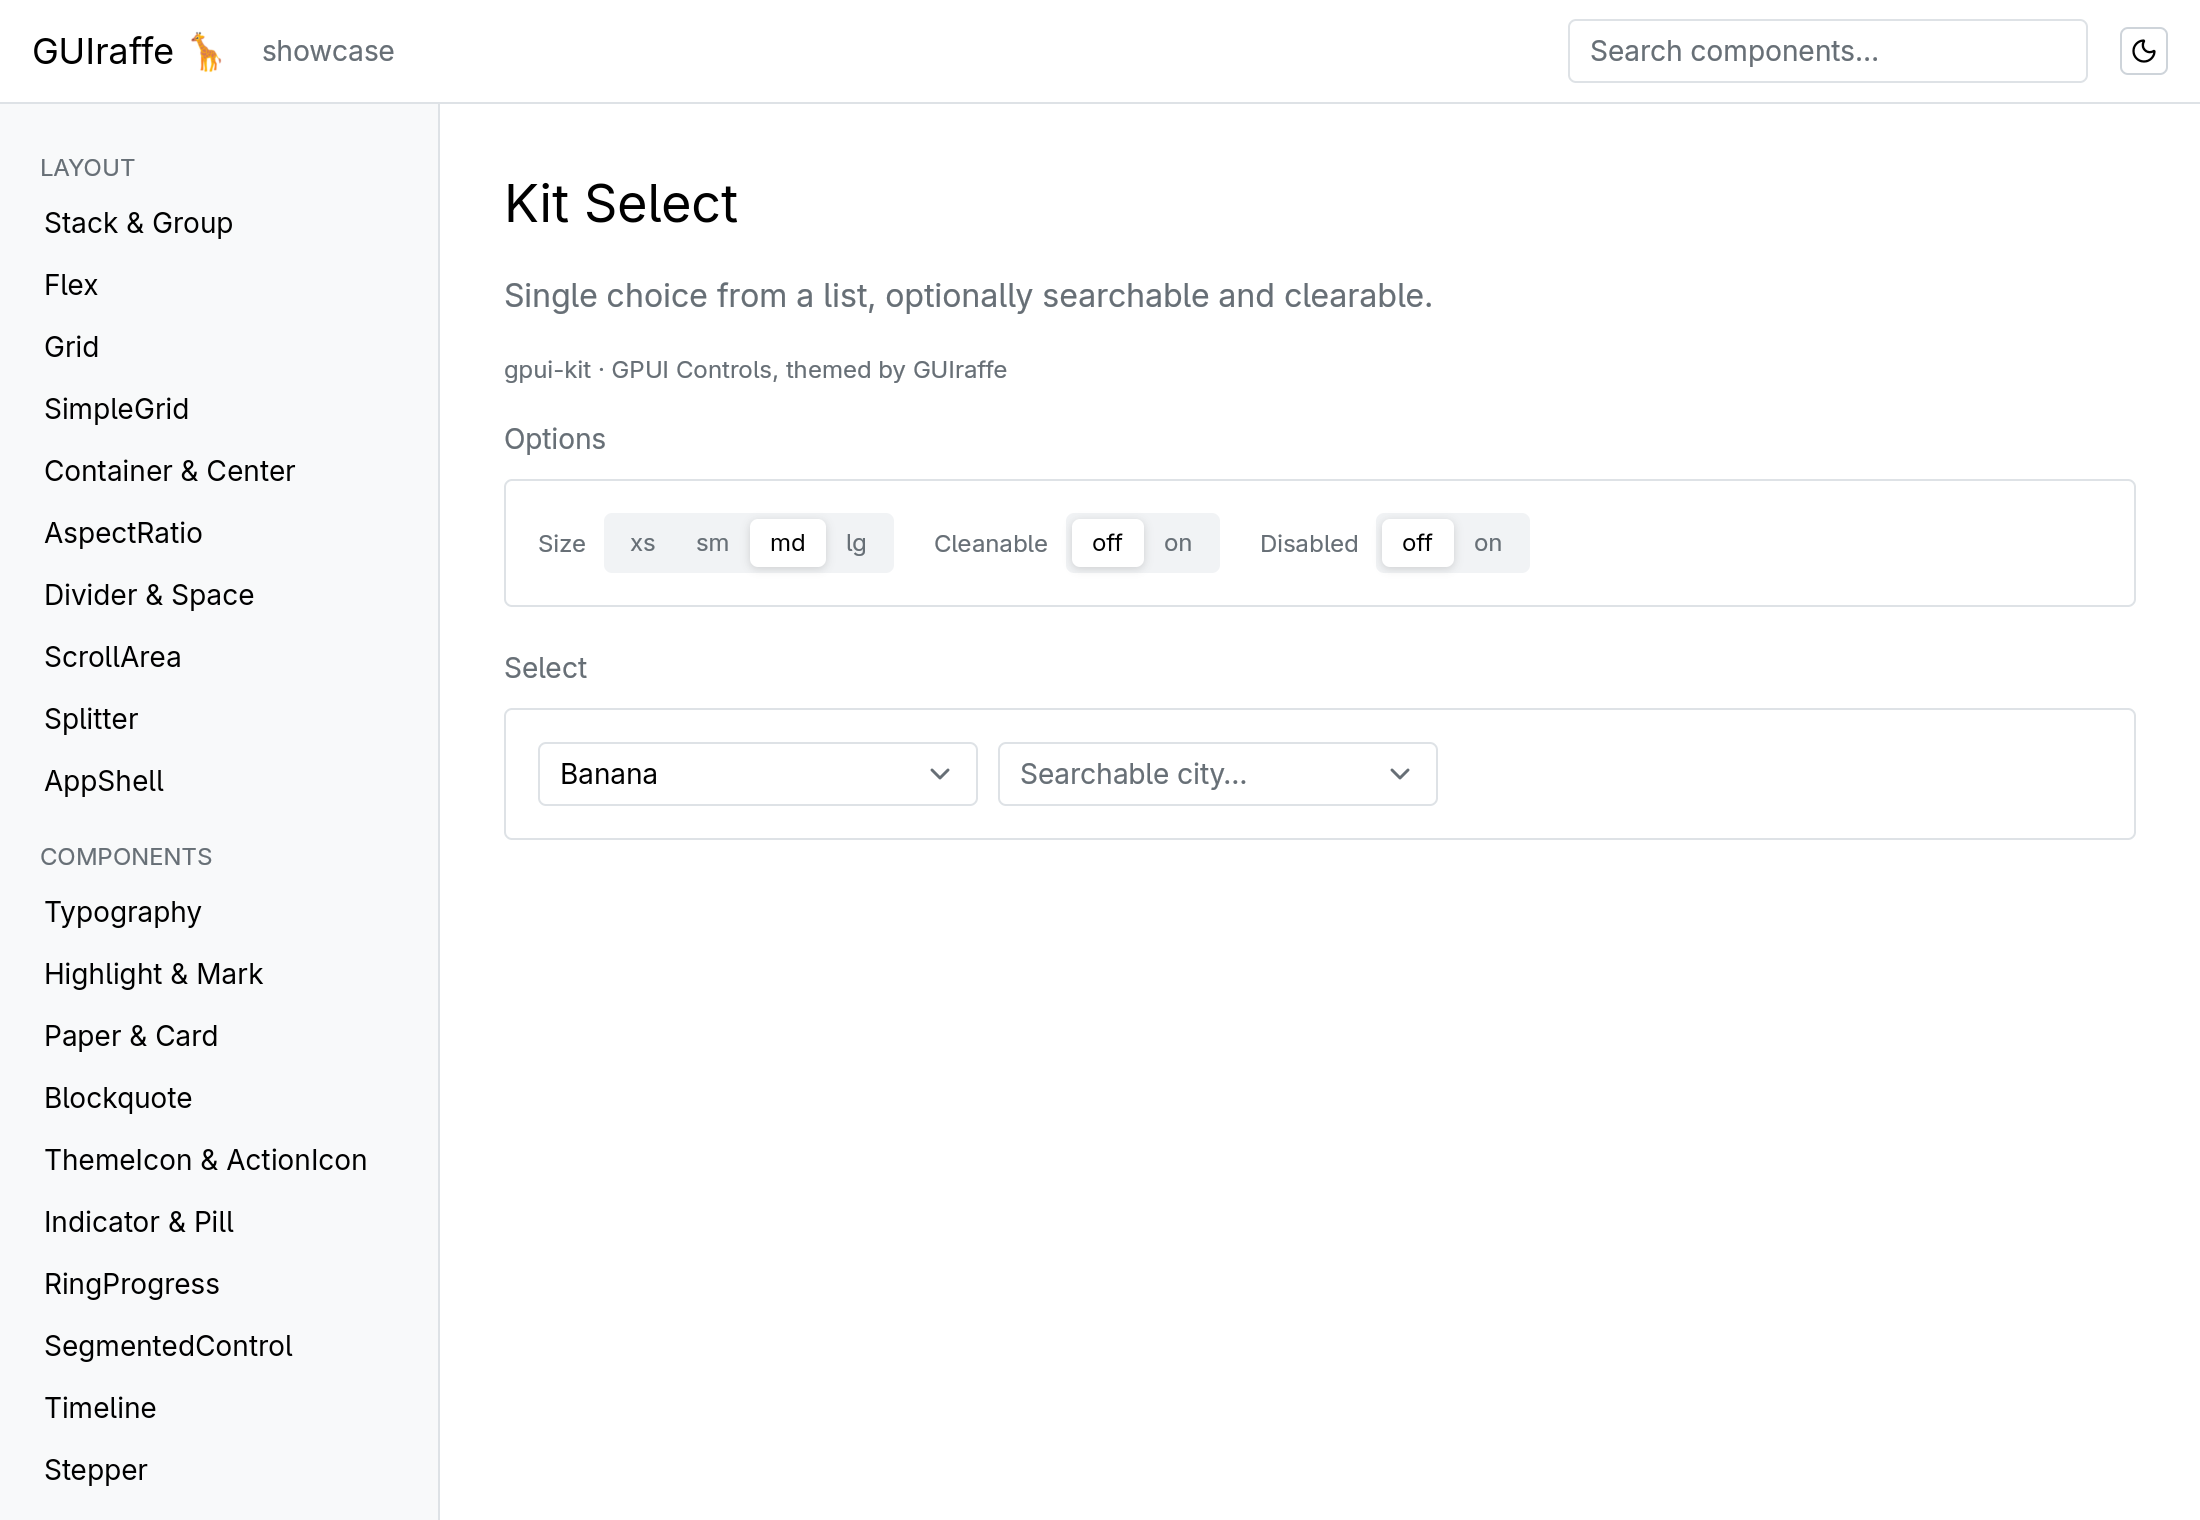 GUIraffe 🦒 showcase Search components...
LAYOUT
Stack & Group
Flex
Grid
SimpleGrid
Container & Center
AspectRatio
Divider & Space
ScrollArea
Splitter
AppShell
COMPONENTS
Typography
Highlight & Mark
Paper & Card
Blockquote
ThemeIcon & ActionIcon
Indicator & Pill
RingProgress
SegmentedControl
Timeline
Stepper
Kit Select
Single choice from a list, optionally searchable and clearable.
gpui-kit · GPUI Controls, themed by GUIraffe
Options
Size xs sm md lg Cleanable off on Disabled off on
Select
Banana Searchable city...